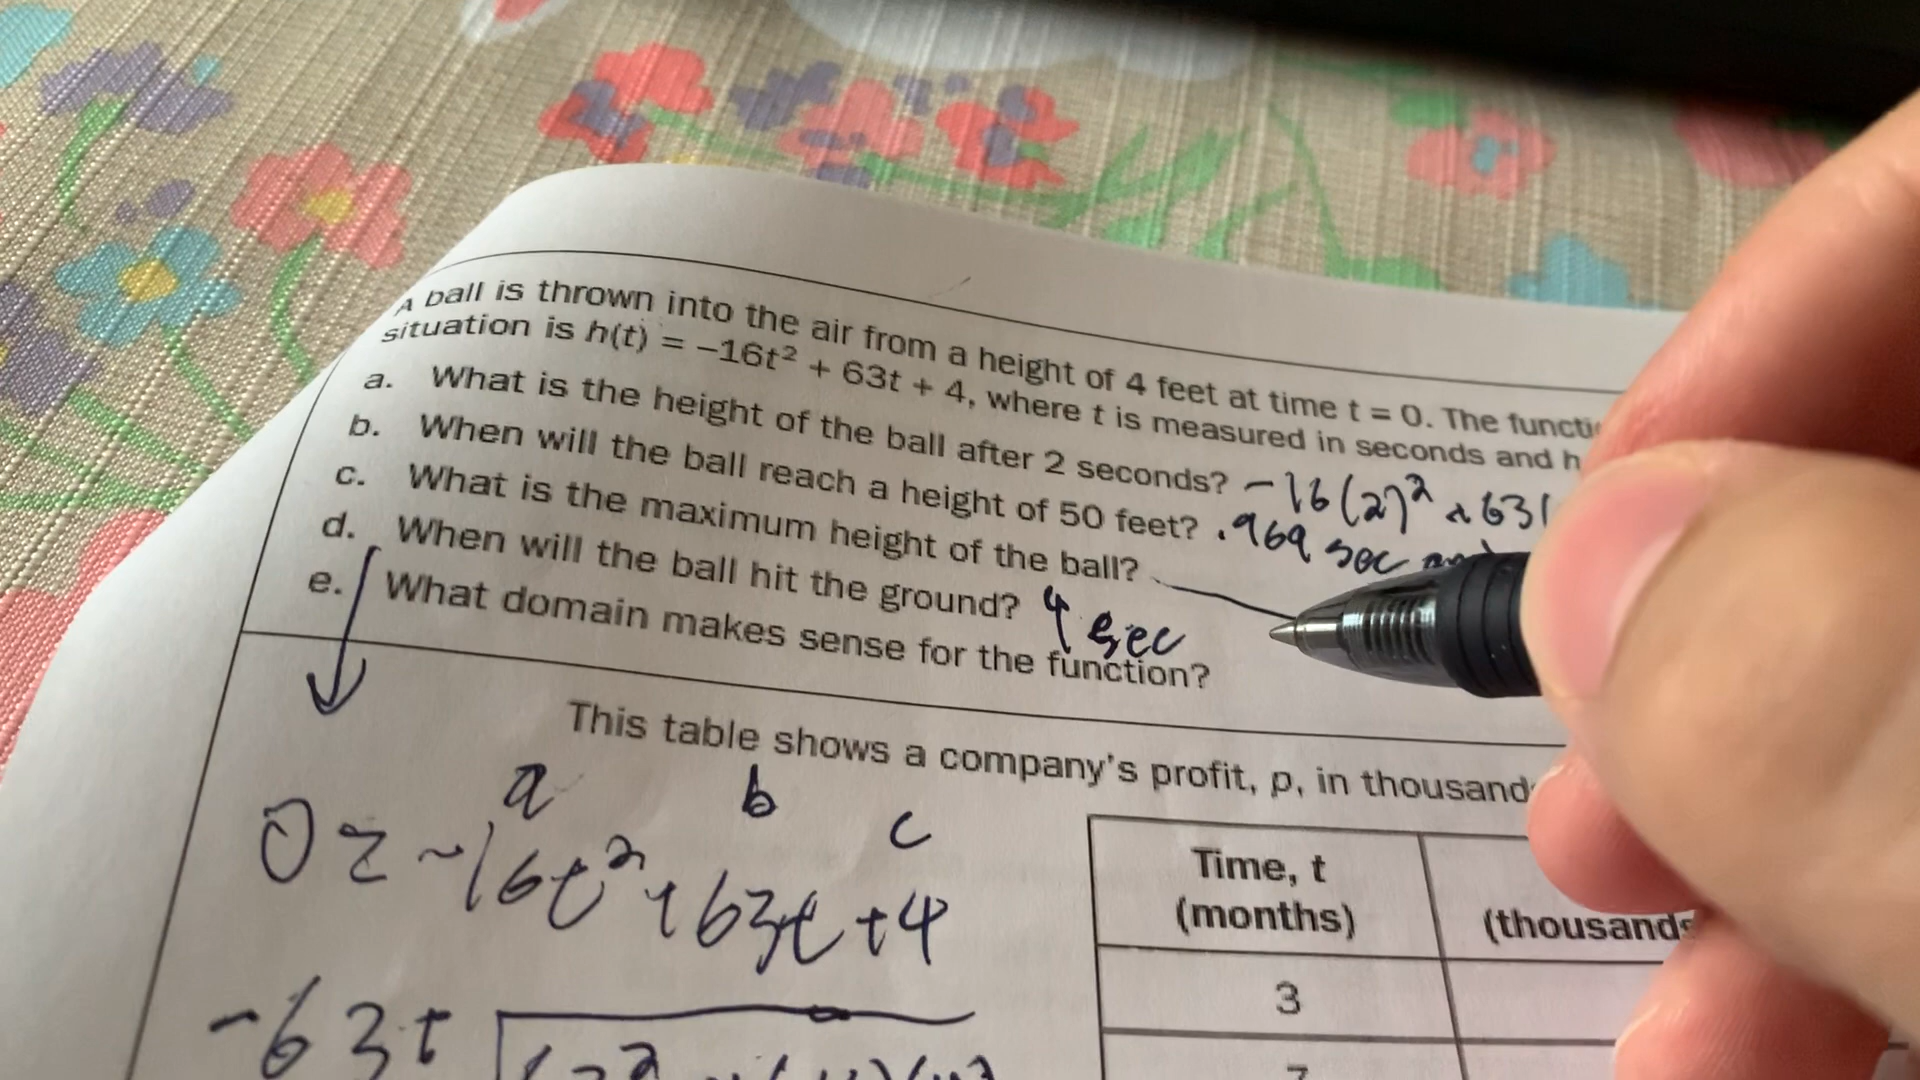 A ball is thrown into the air from a height of 4 feet at time t = 0. The
situation is h(t) = −16t² + 63t + 4, where t is measured in seconds and h
a. What is the height of the ball after 2 seconds? -16(2)² + 63(
b. When will the ball reach a height of 50 feet? .969 sec
c. What is the maximum height of the ball?
d. When will the ball hit the ground? 4 sec
e. What domain makes sense for the function?
This table shows a company's profit, p, in
a b c
0 = -16t² + 63t + 4
Time, t
(months)
3